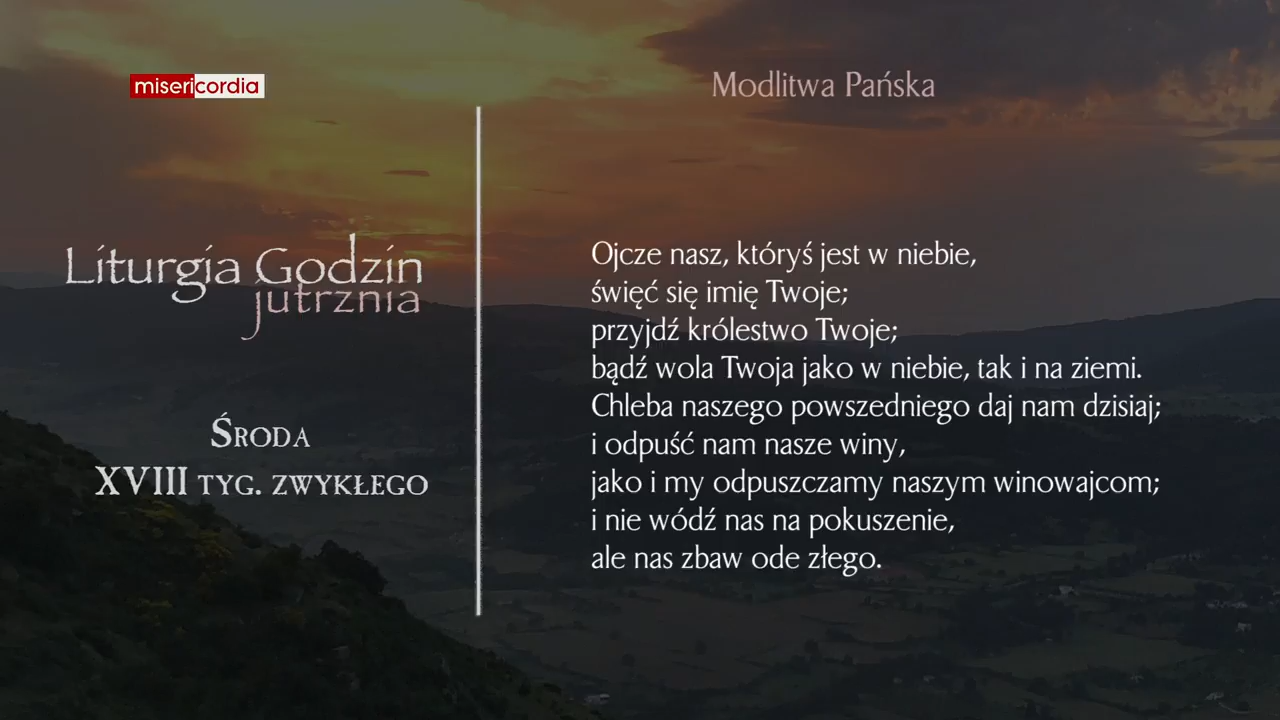 misericordia
Liturgia Godzin
jutrznia
Środa
XVIII tyg. zwykłego
Modlitwa Pańska
Ojcze nasz, któryś jest w niebie,
święć się imię Twoje;
przyjdź królestwo Twoje;
bądź wola Twoja jako w niebie, tak i na ziemi.
Chleba naszego powszedniego daj nam dzisiaj;
i odpuść nam nasze winy,
jako i my odpuszczamy naszym winowajcom;
i nie wódź nas na pokuszenie,
ale nas zbaw ode złego.